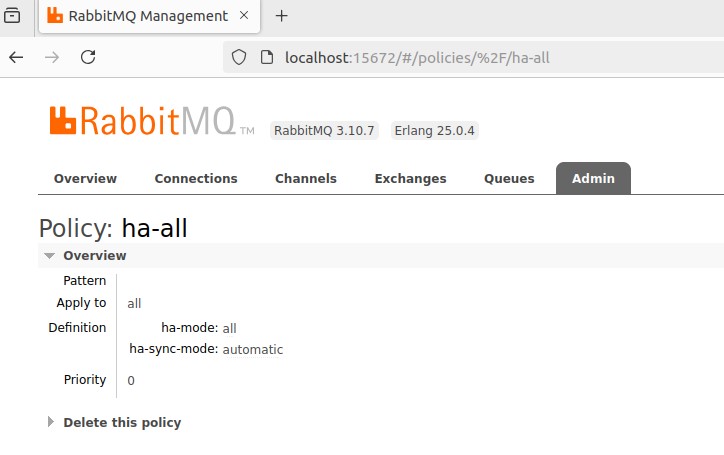 RabbitMQ Management
localhost:15672/#/policies/%2F/ha-all
RabbitMQ TM RabbitMQ 3.10.7 Erlang 25.0.4
Overview Connections Channels Exchanges Queues Admin
Policy: ha-all
Overview
Pattern
Apply to all
Definition ha-mode: all
ha-sync-mode: automatic
Priority 0
Delete this policy